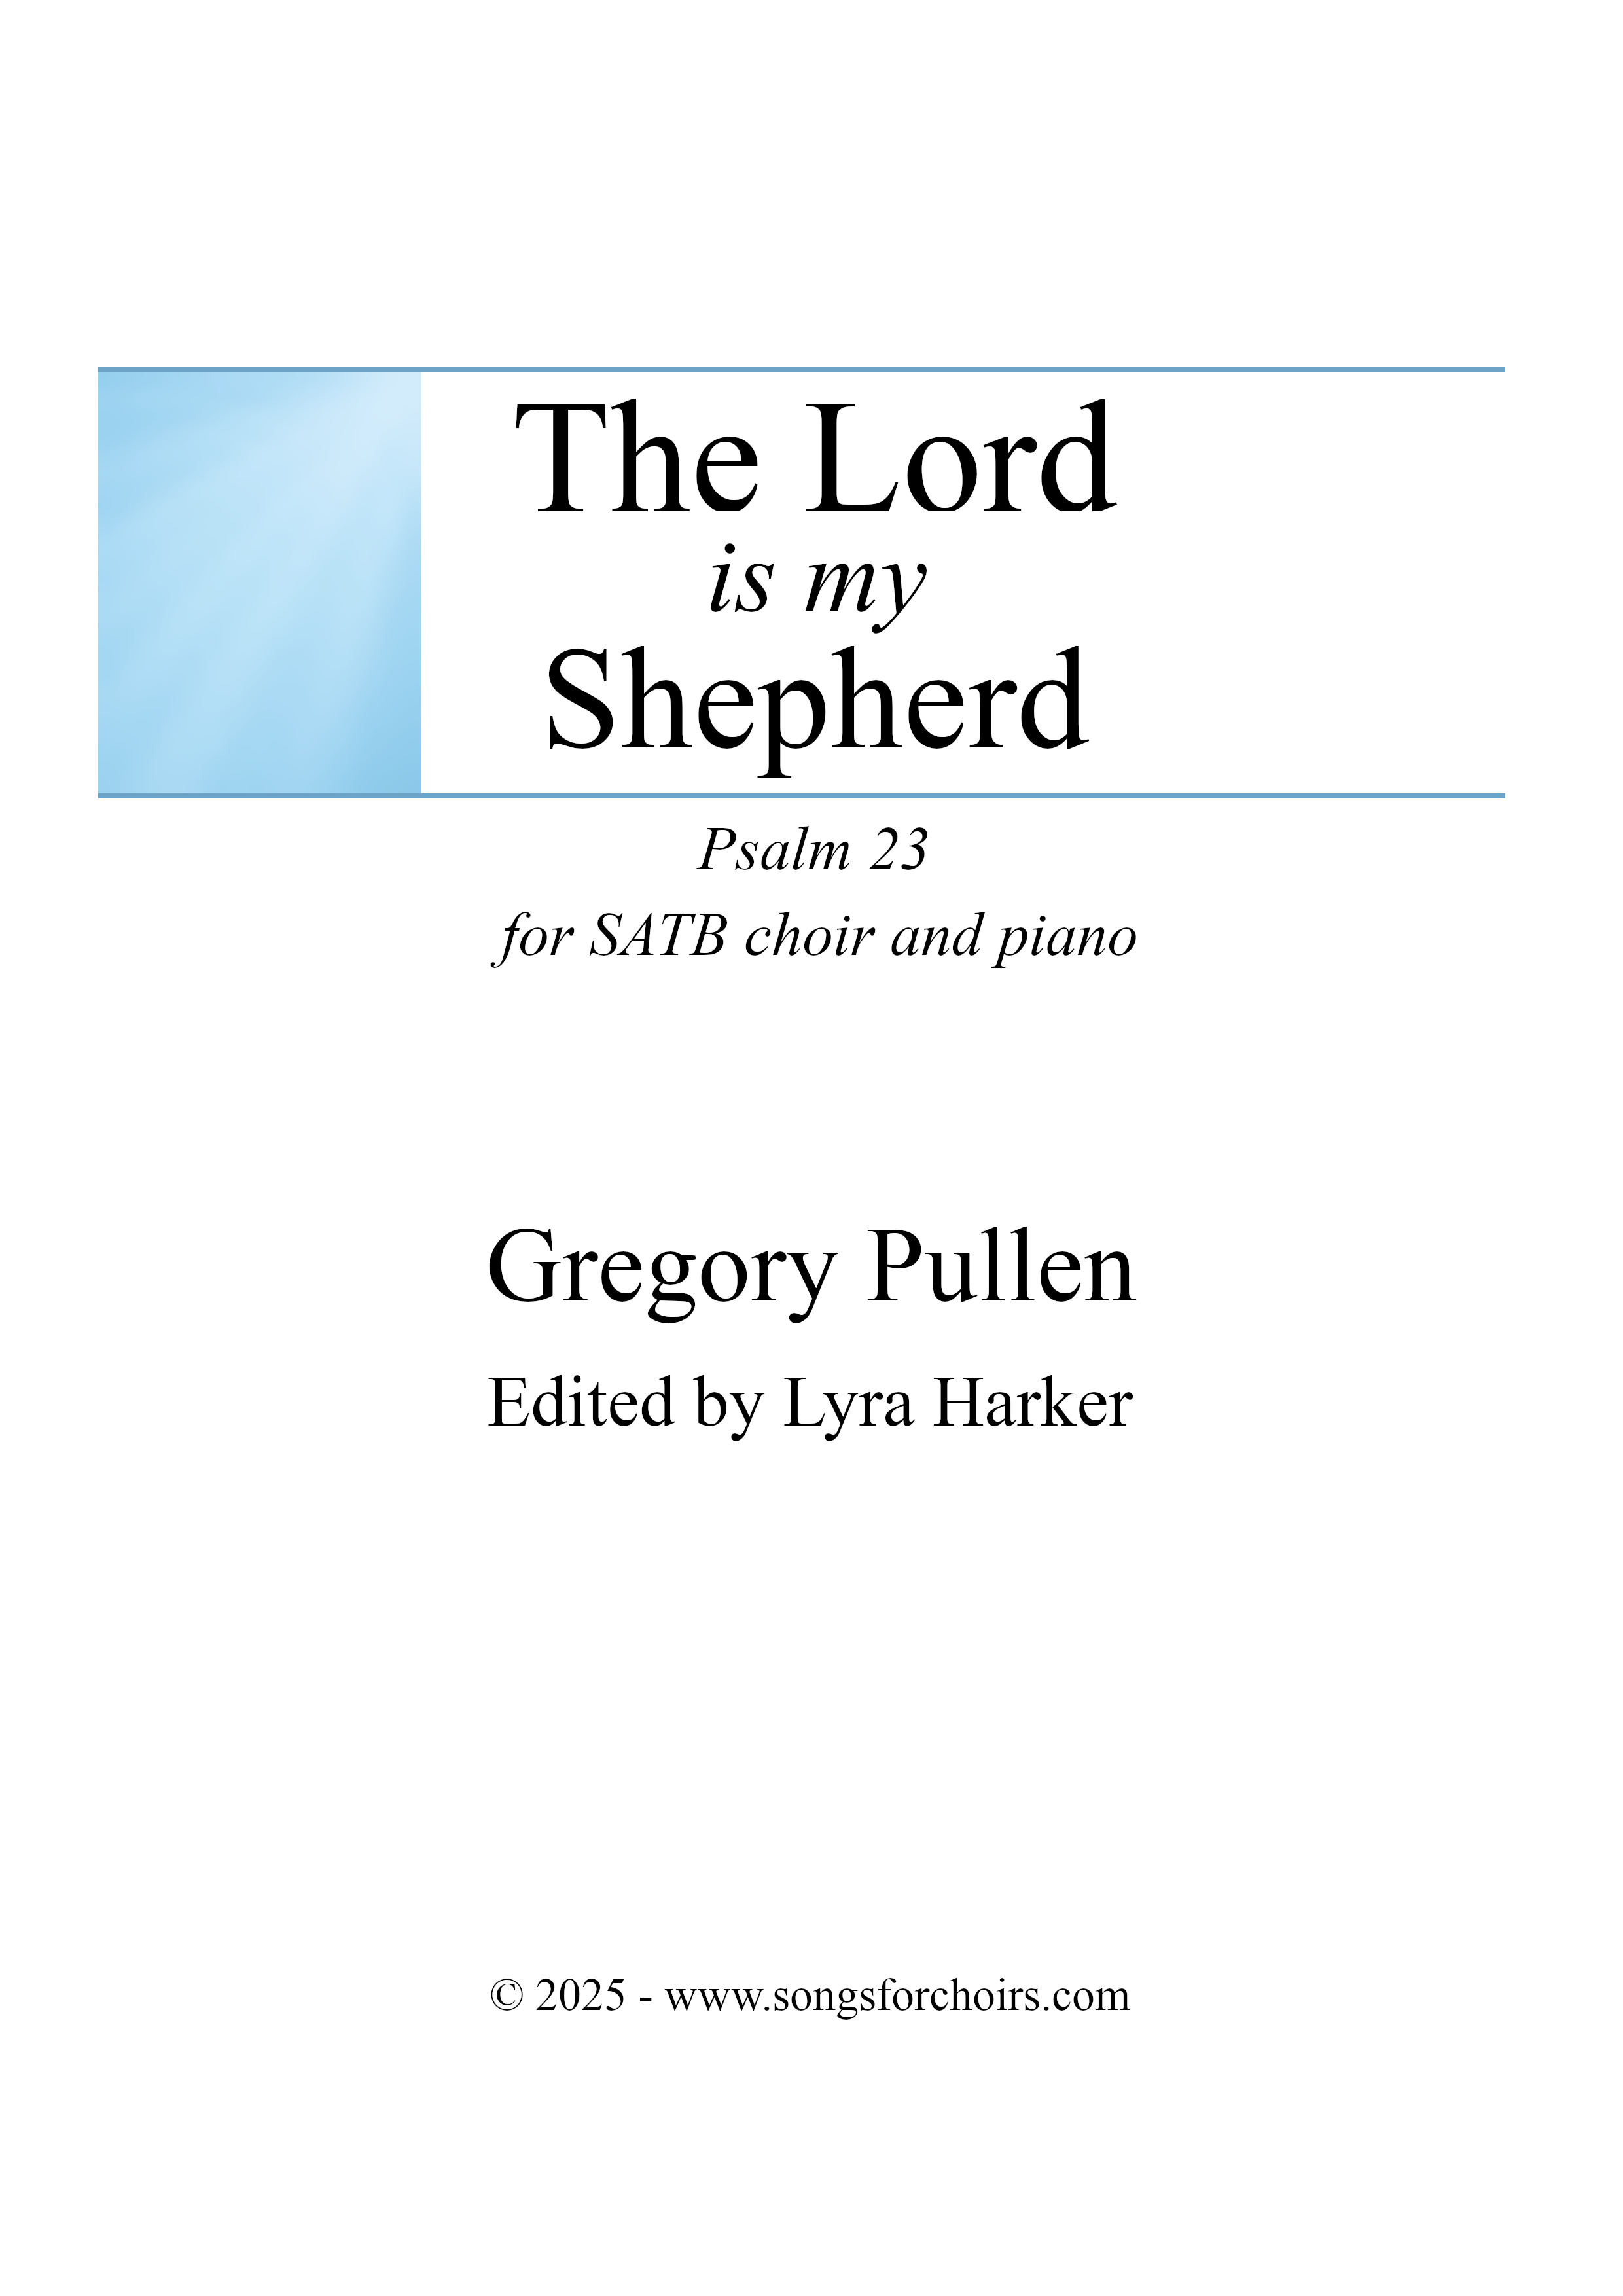 The Lord
is my
Shepherd
Psalm 23
for SATB choir and piano
Gregory Pullen
Edited by Lyra Harker
© 2025 - www.songsforchoirs.com